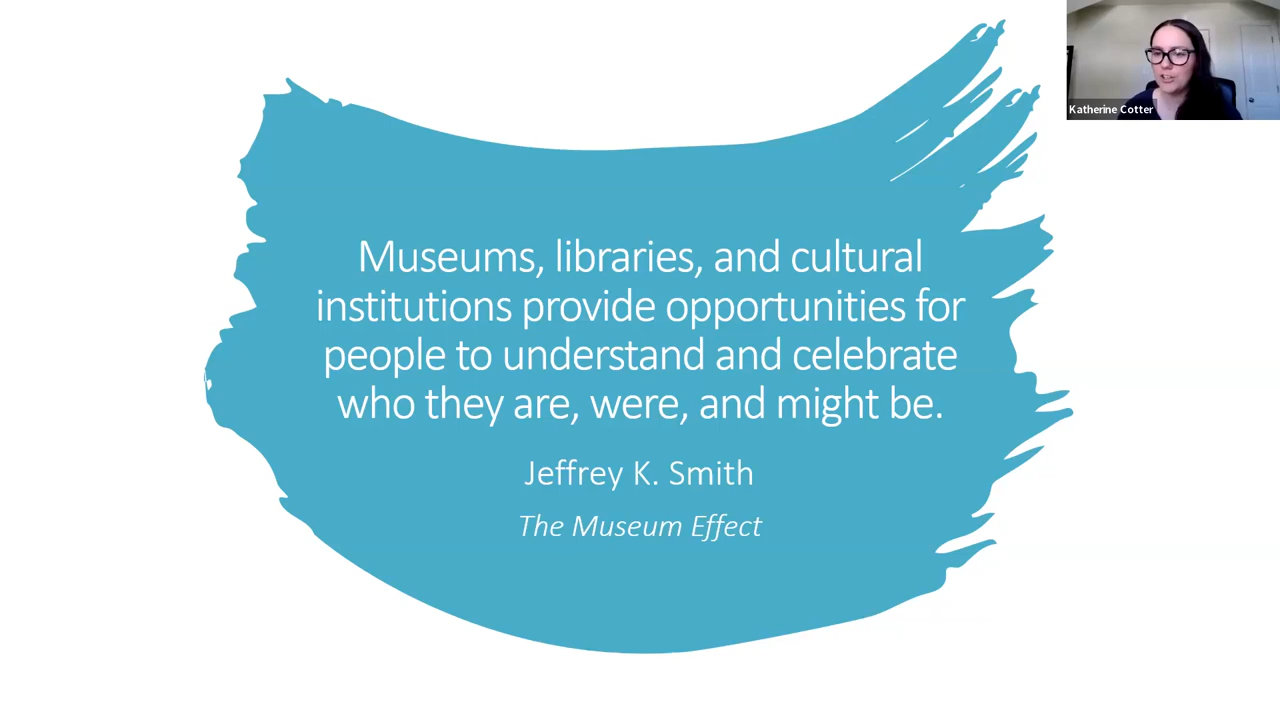 Museums, libraries, and cultural
institutions provide opportunities for
people to understand and celebrate
who they are, were, and might be.
Jeffrey K. Smith
The Museum Effect
Katherine Cotter